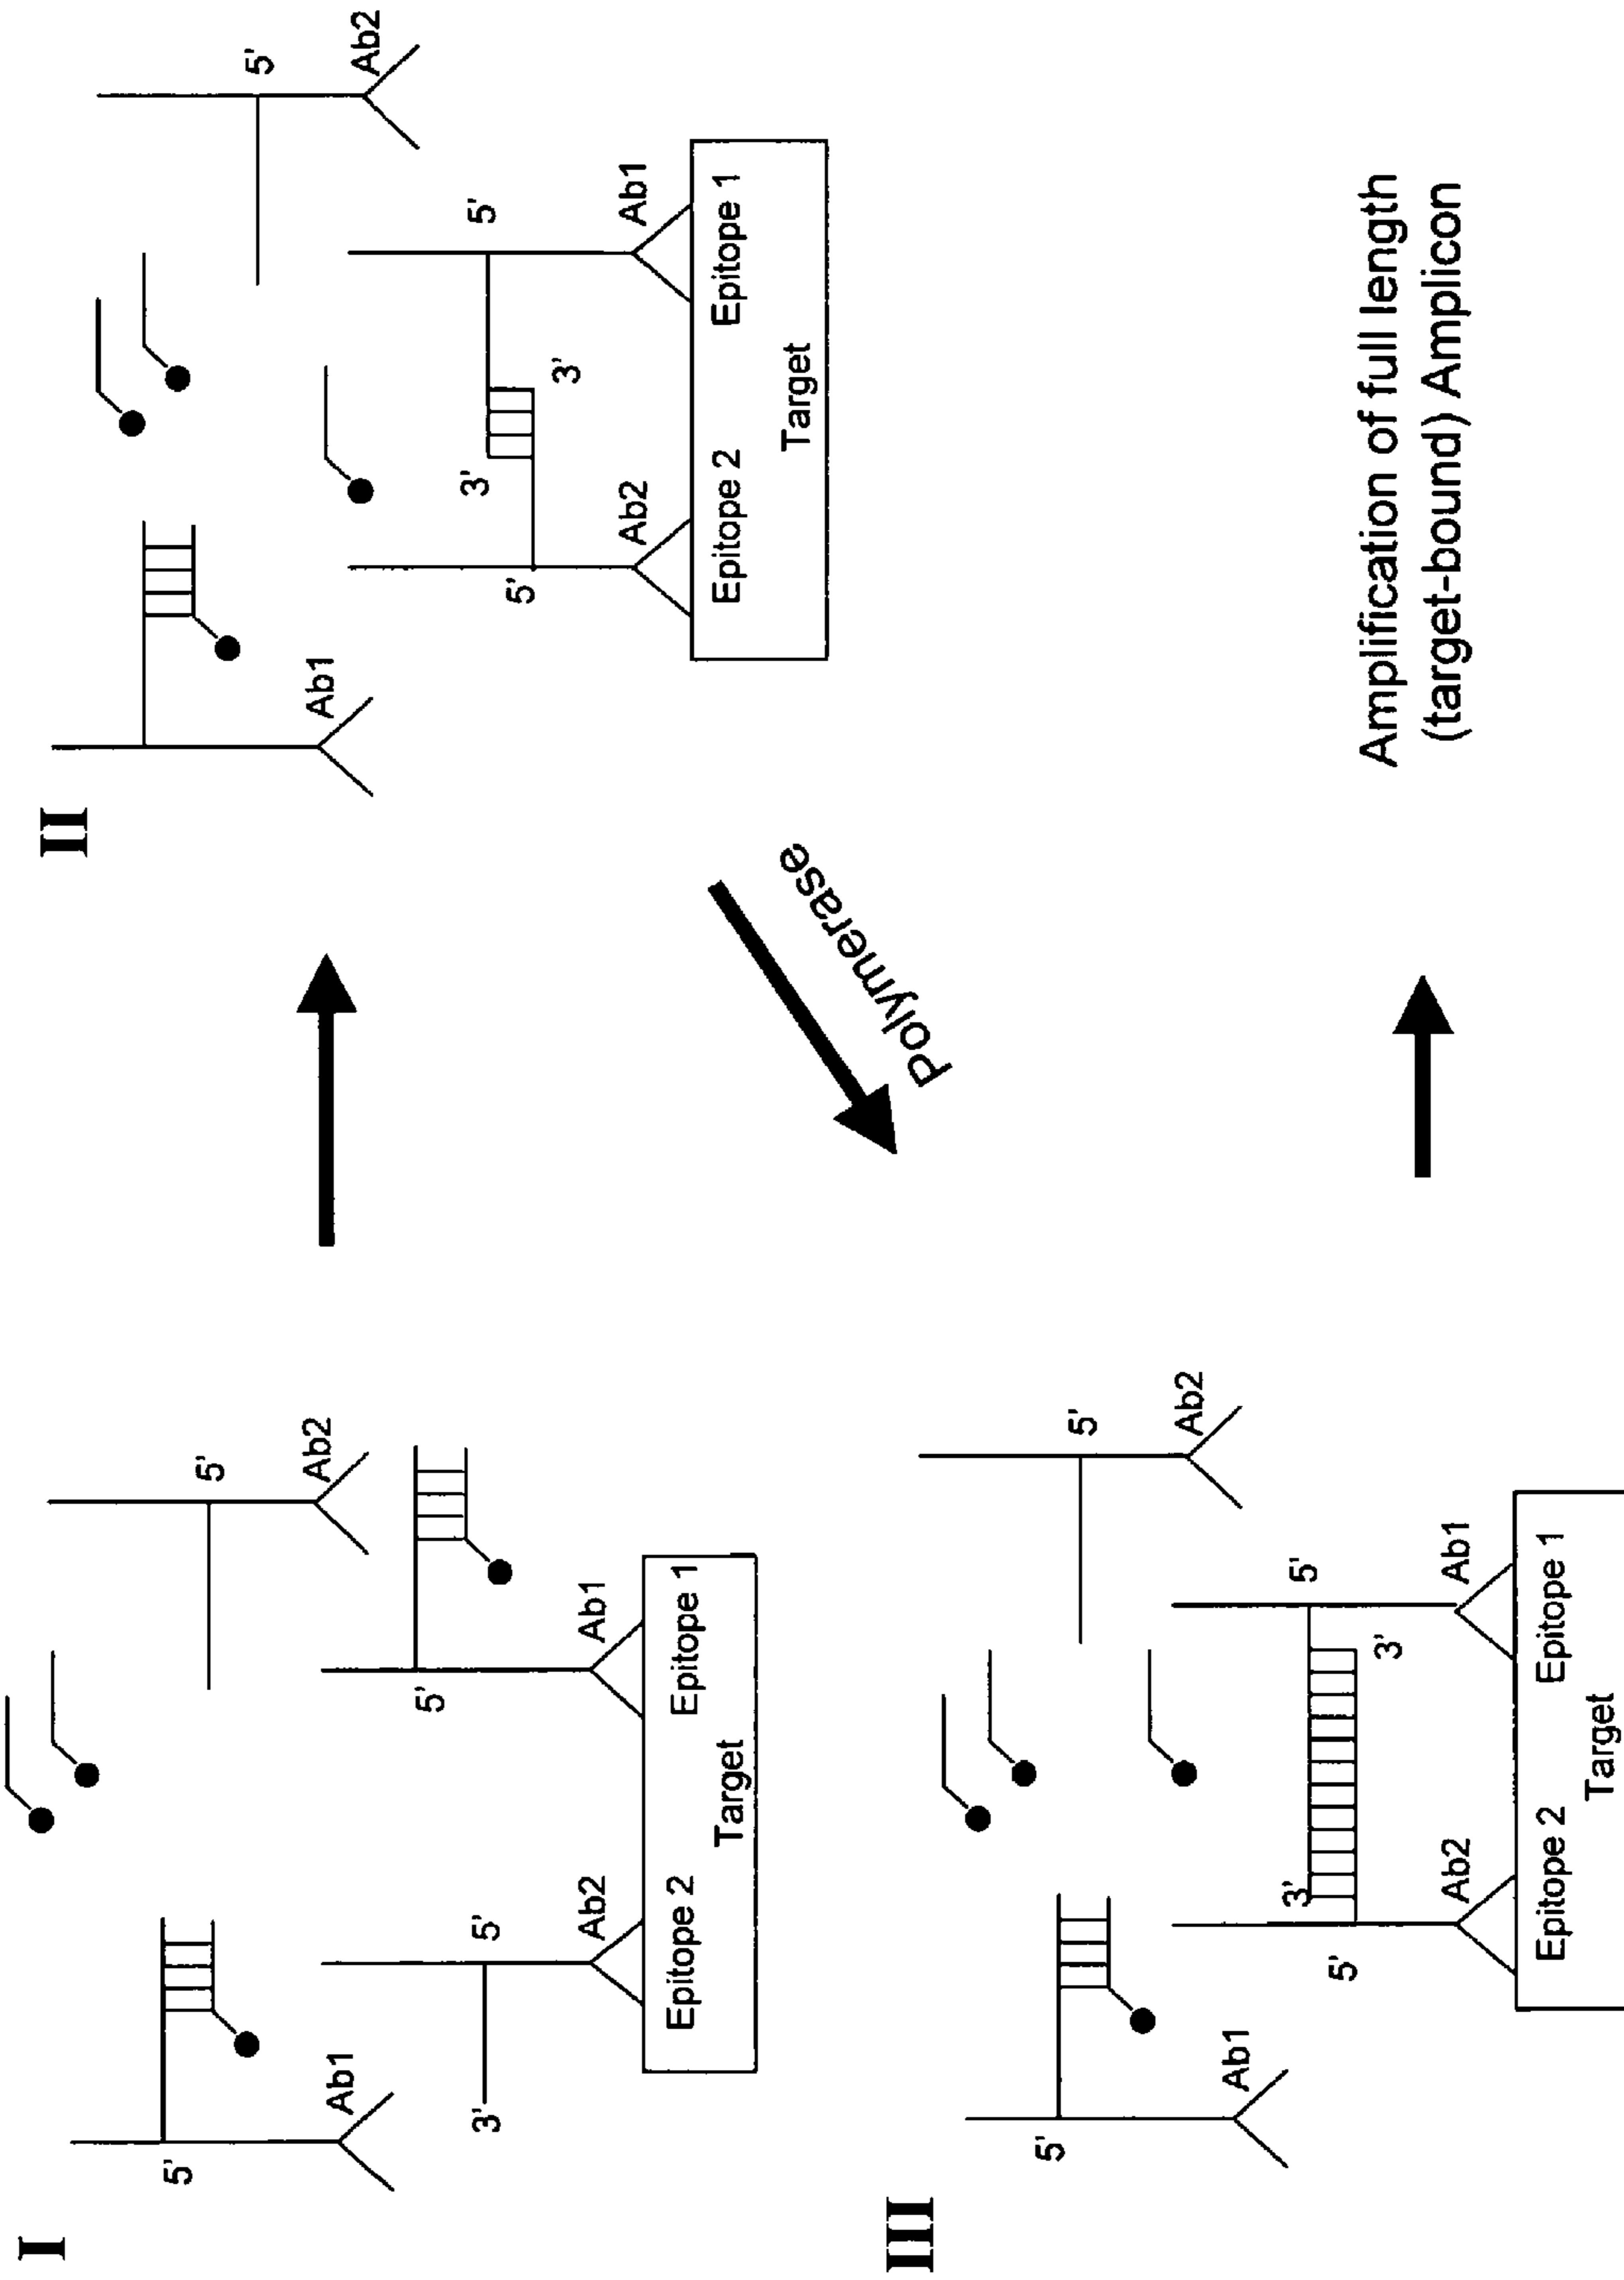 I
5'
Ab1
5'
Ab2
3'
5'
Ab2
5'
Ab1
Epitope 2
Epitope 1
Target
II
Ab1
5'
Ab2
3'
5'
3'
5'
Ab2
Ab1
Epitope 2
Epitope 1
Target
Polymerase
III
5'
Ab1
5'
Ab2
3'
5'
5'
3'
Ab2
Ab1
Epitope 2
Epitope 1
Target
Amplification of full length
(target-bound) Amplicon